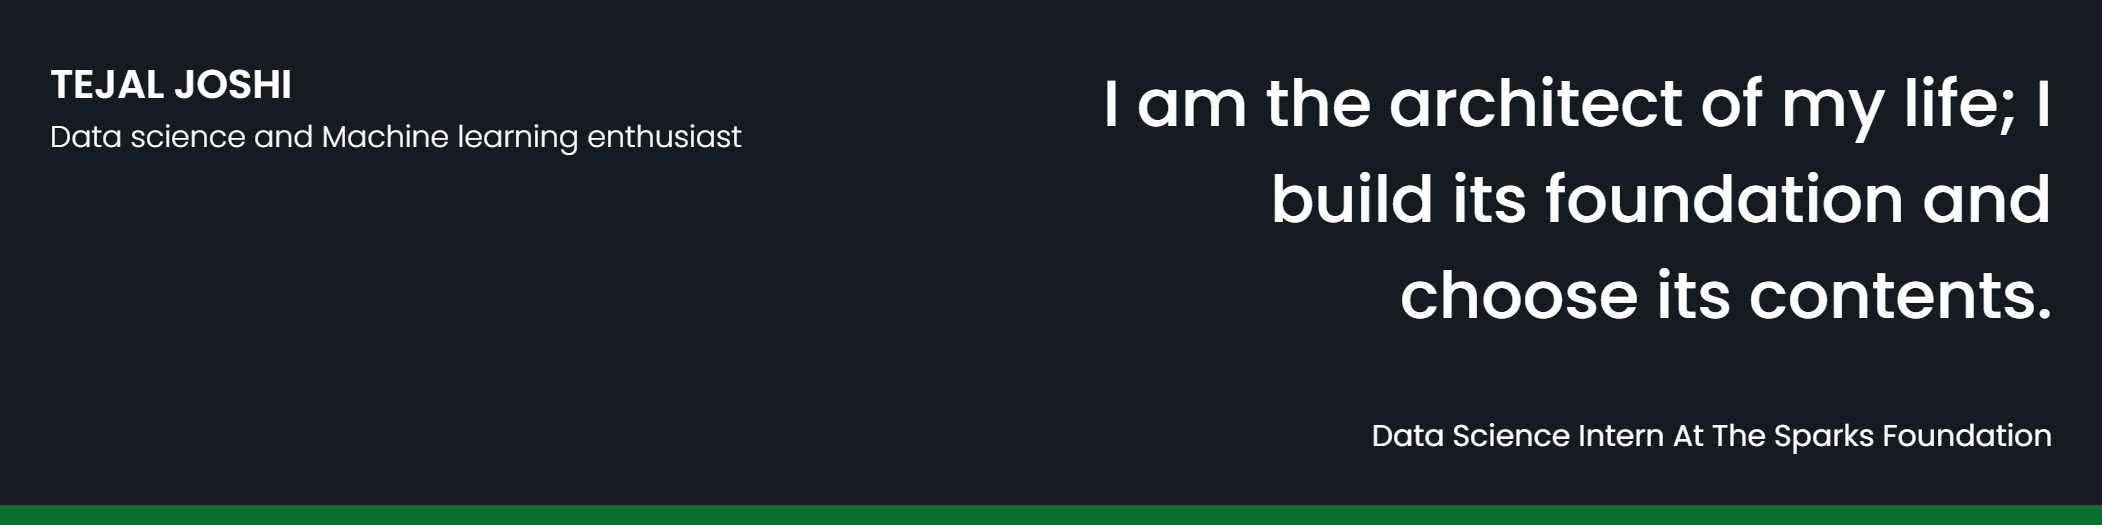 TEJAL JOSHI
Data science and Machine learning enthusiast
I am the architect of my life; I
build its foundation and
choose its contents.
Data Science Intern At The Sparks Foundation